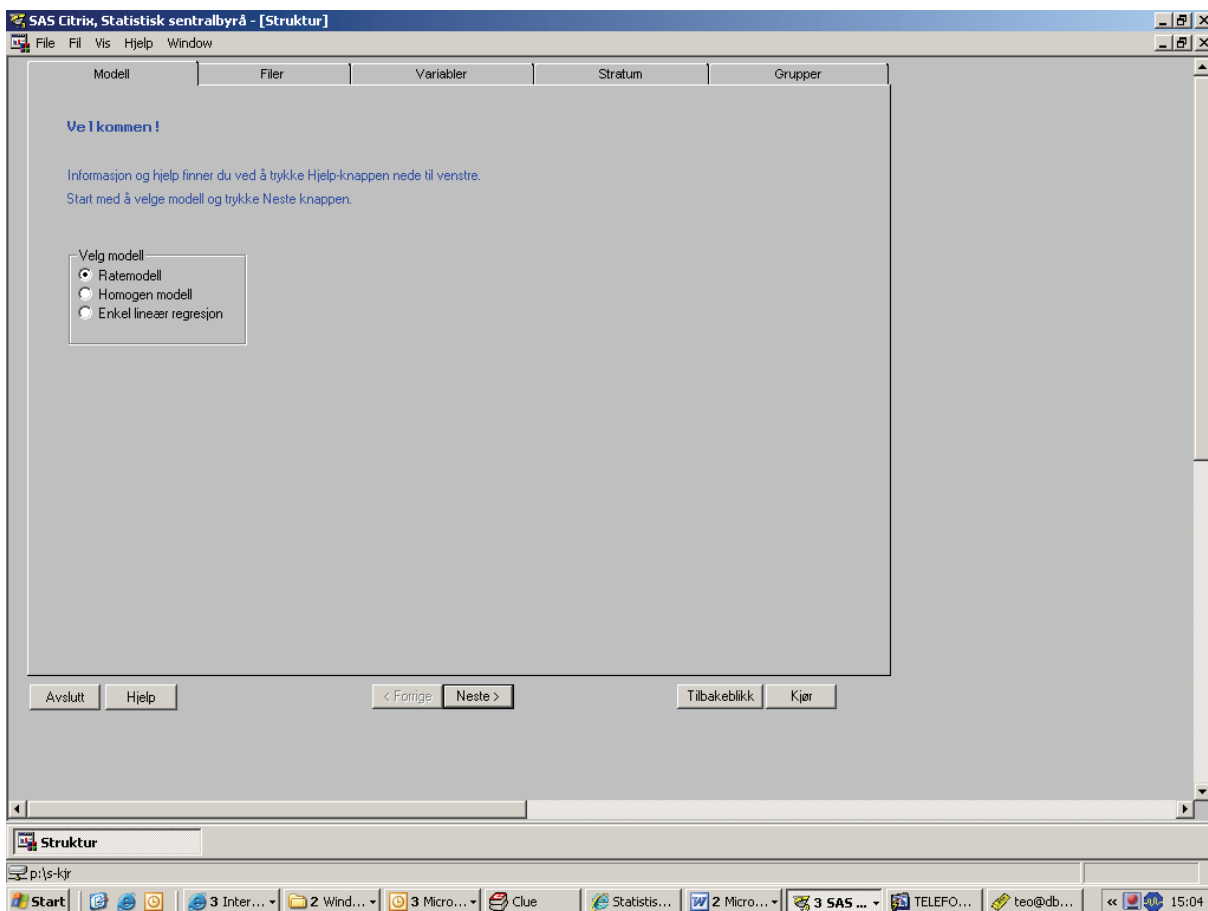 SAS Citrix, Statistisk sentralbyrå - [Struktur]
File Fil Vis Hjelp Window
Modell Filer Variabler Stratum Grupper
Velkommen!
Informasjon og hjelp finner du ved å trykke Hjelp-knappen nede til venstre.
Start med å velge modell og trykke Neste knappen.
Velg modell
Ratemodell
Homogen modell
Enkel lineær regresjon
Avslutt Hjelp < Forrige Neste > Tilbakeblikk Kjør
Struktur
p:\s-kjr
Start 3 Inter... 2 Wind... 3 Micro... Clue Statistis... 2 Micro... 3 SAS ... TELEFO... teo@db... « 15:04